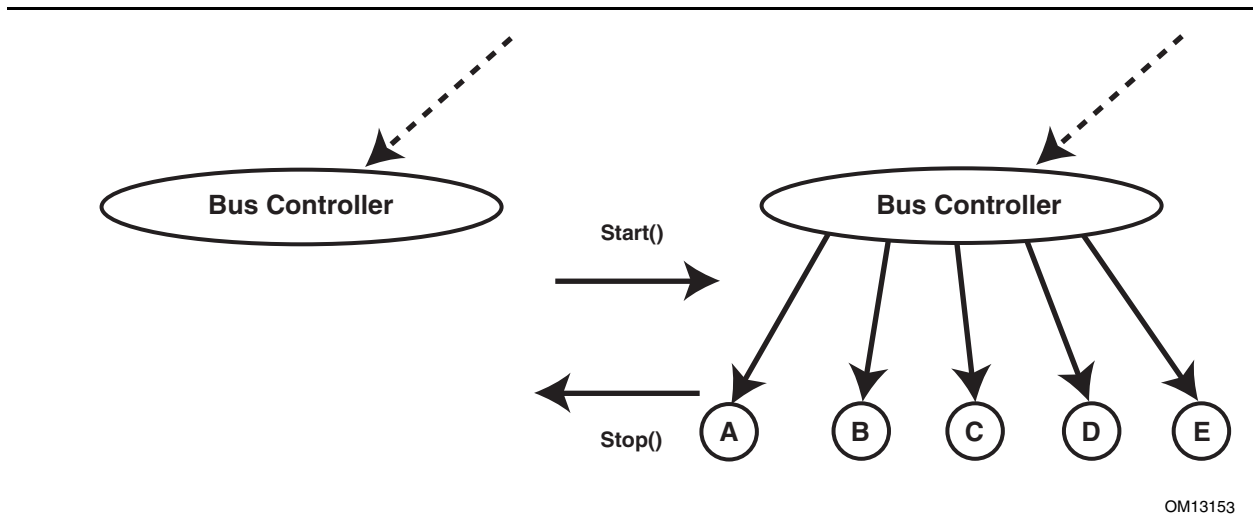 Bus Controller
Bus Controller
Start()
Stop()
A
B
C
D
E
OM13153